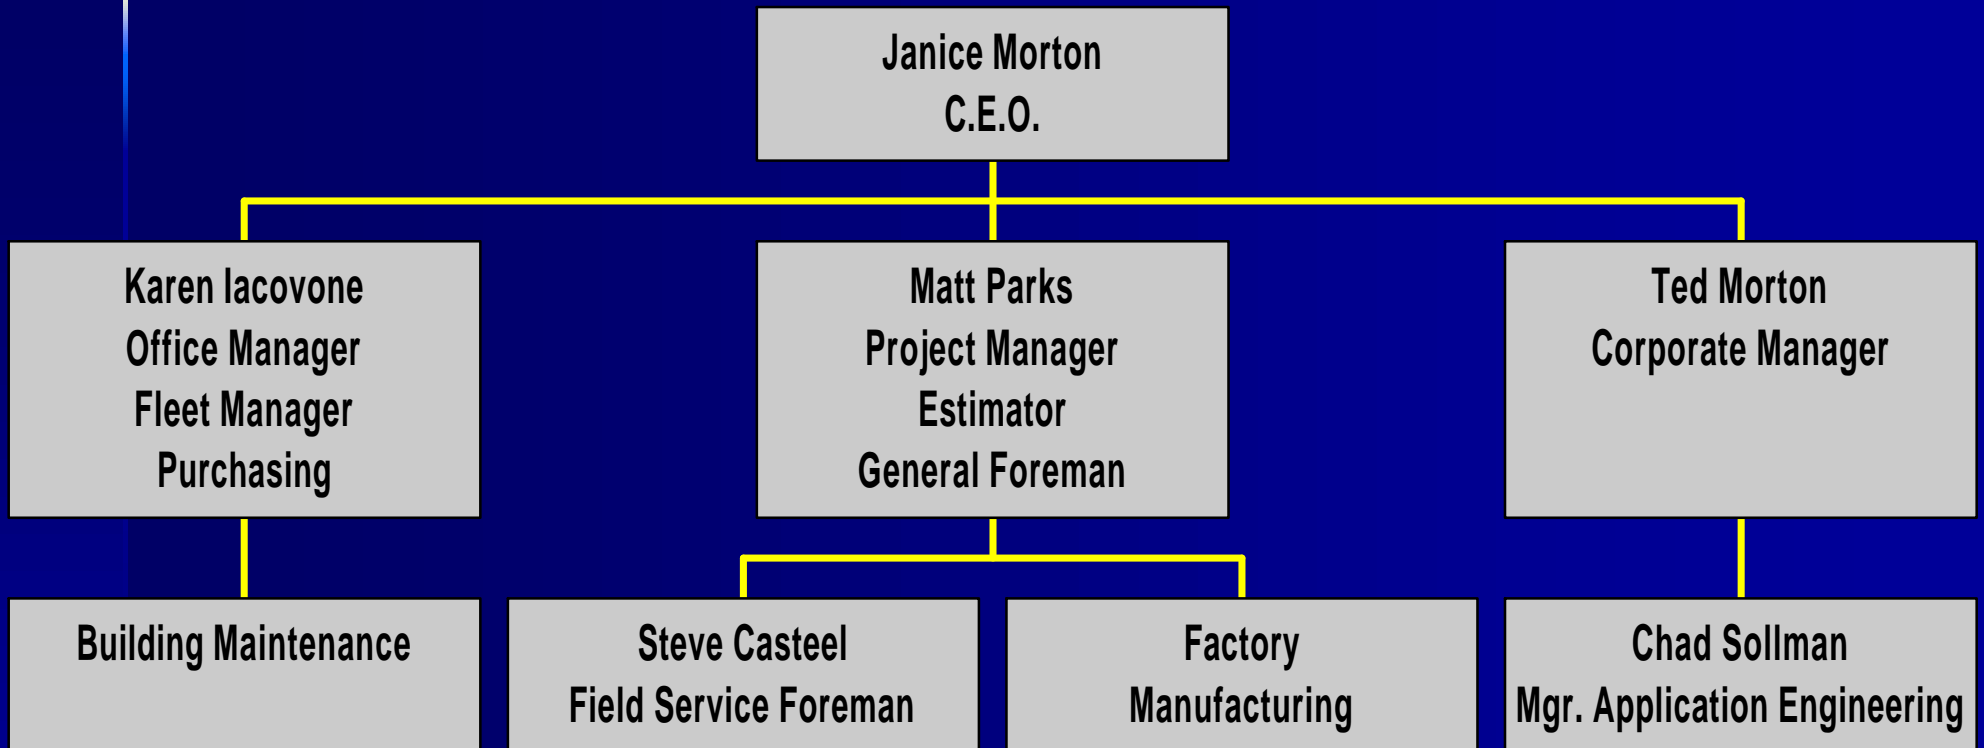 Janice Morton
C.E.O.
Karen Iacovone
Office Manager
Fleet Manager
Purchasing
Matt Parks
Project Manager
Estimator
General Foreman
Ted Morton
Corporate Manager
Building Maintenance
Steve Casteel
Field Service Foreman
Factory
Manufacturing
Chad Sollman
Mgr. Application Engineering